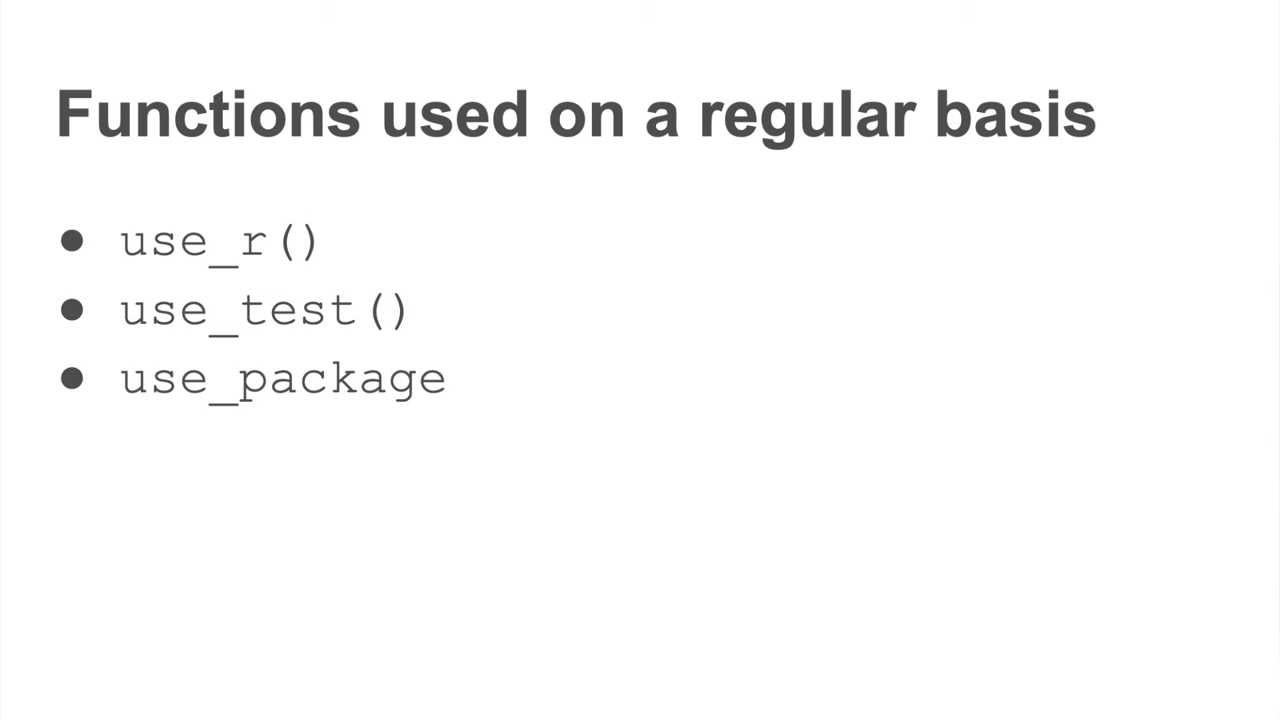 Functions used on a regular basis
● use_r()
● use_test()
● use_package